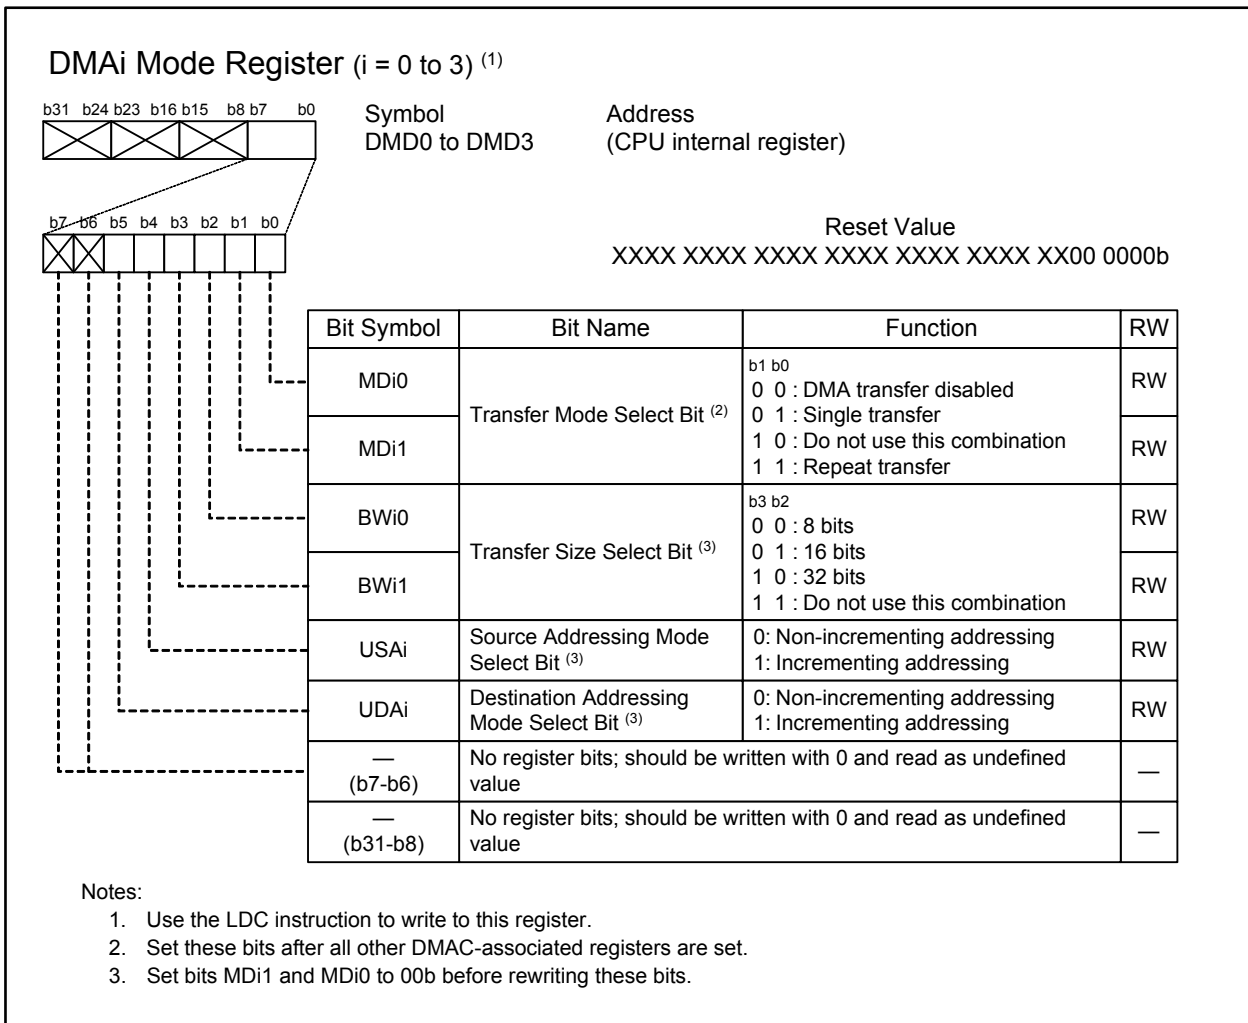 DMAi Mode Register (i = 0 to 3) (1)
b31 b24 b23 b16 b15 b8 b7 b0
Symbol Address
DMD0 to DMD3 (CPU internal register)
b7 b6 b5 b4 b3 b2 b1 b0
Reset Value
XXXX XXXX XXXX XXXX XXXX XXXX XX00 0000b
Bit Symbol Bit Name Function RW
MDi0
MDi1
Transfer Mode Select Bit (2)
b1 b0
0 0 : DMA transfer disabled
0 1 : Single transfer
1 0 : Do not use this combination
1 1 : Repeat transfer
RW
RW
BWi0
BWi1
Transfer Size Select Bit (3)
b3 b2
0 0 : 8 bits
0 1 : 16 bits
1 0 : 32 bits
1 1 : Do not use this combination
RW
RW
USAi
Source Addressing Mode
Select Bit (3)
0: Non-incrementing addressing
1: Incrementing addressing
RW
UDAi
Destination Addressing
Mode Select Bit (3)
0: Non-incrementing addressing
1: Incrementing addressing
RW
—
(b7-b6)
No register bits; should be written with 0 and read as undefined
value
—
—
(b31-b8)
No register bits; should be written with 0 and read as undefined
value
—
Notes:
1. Use the LDC instruction to write to this register.
2. Set these bits after all other DMAC-associated registers are set.
3. Set bits MDi1 and MDi0 to 00b before rewriting these bits.